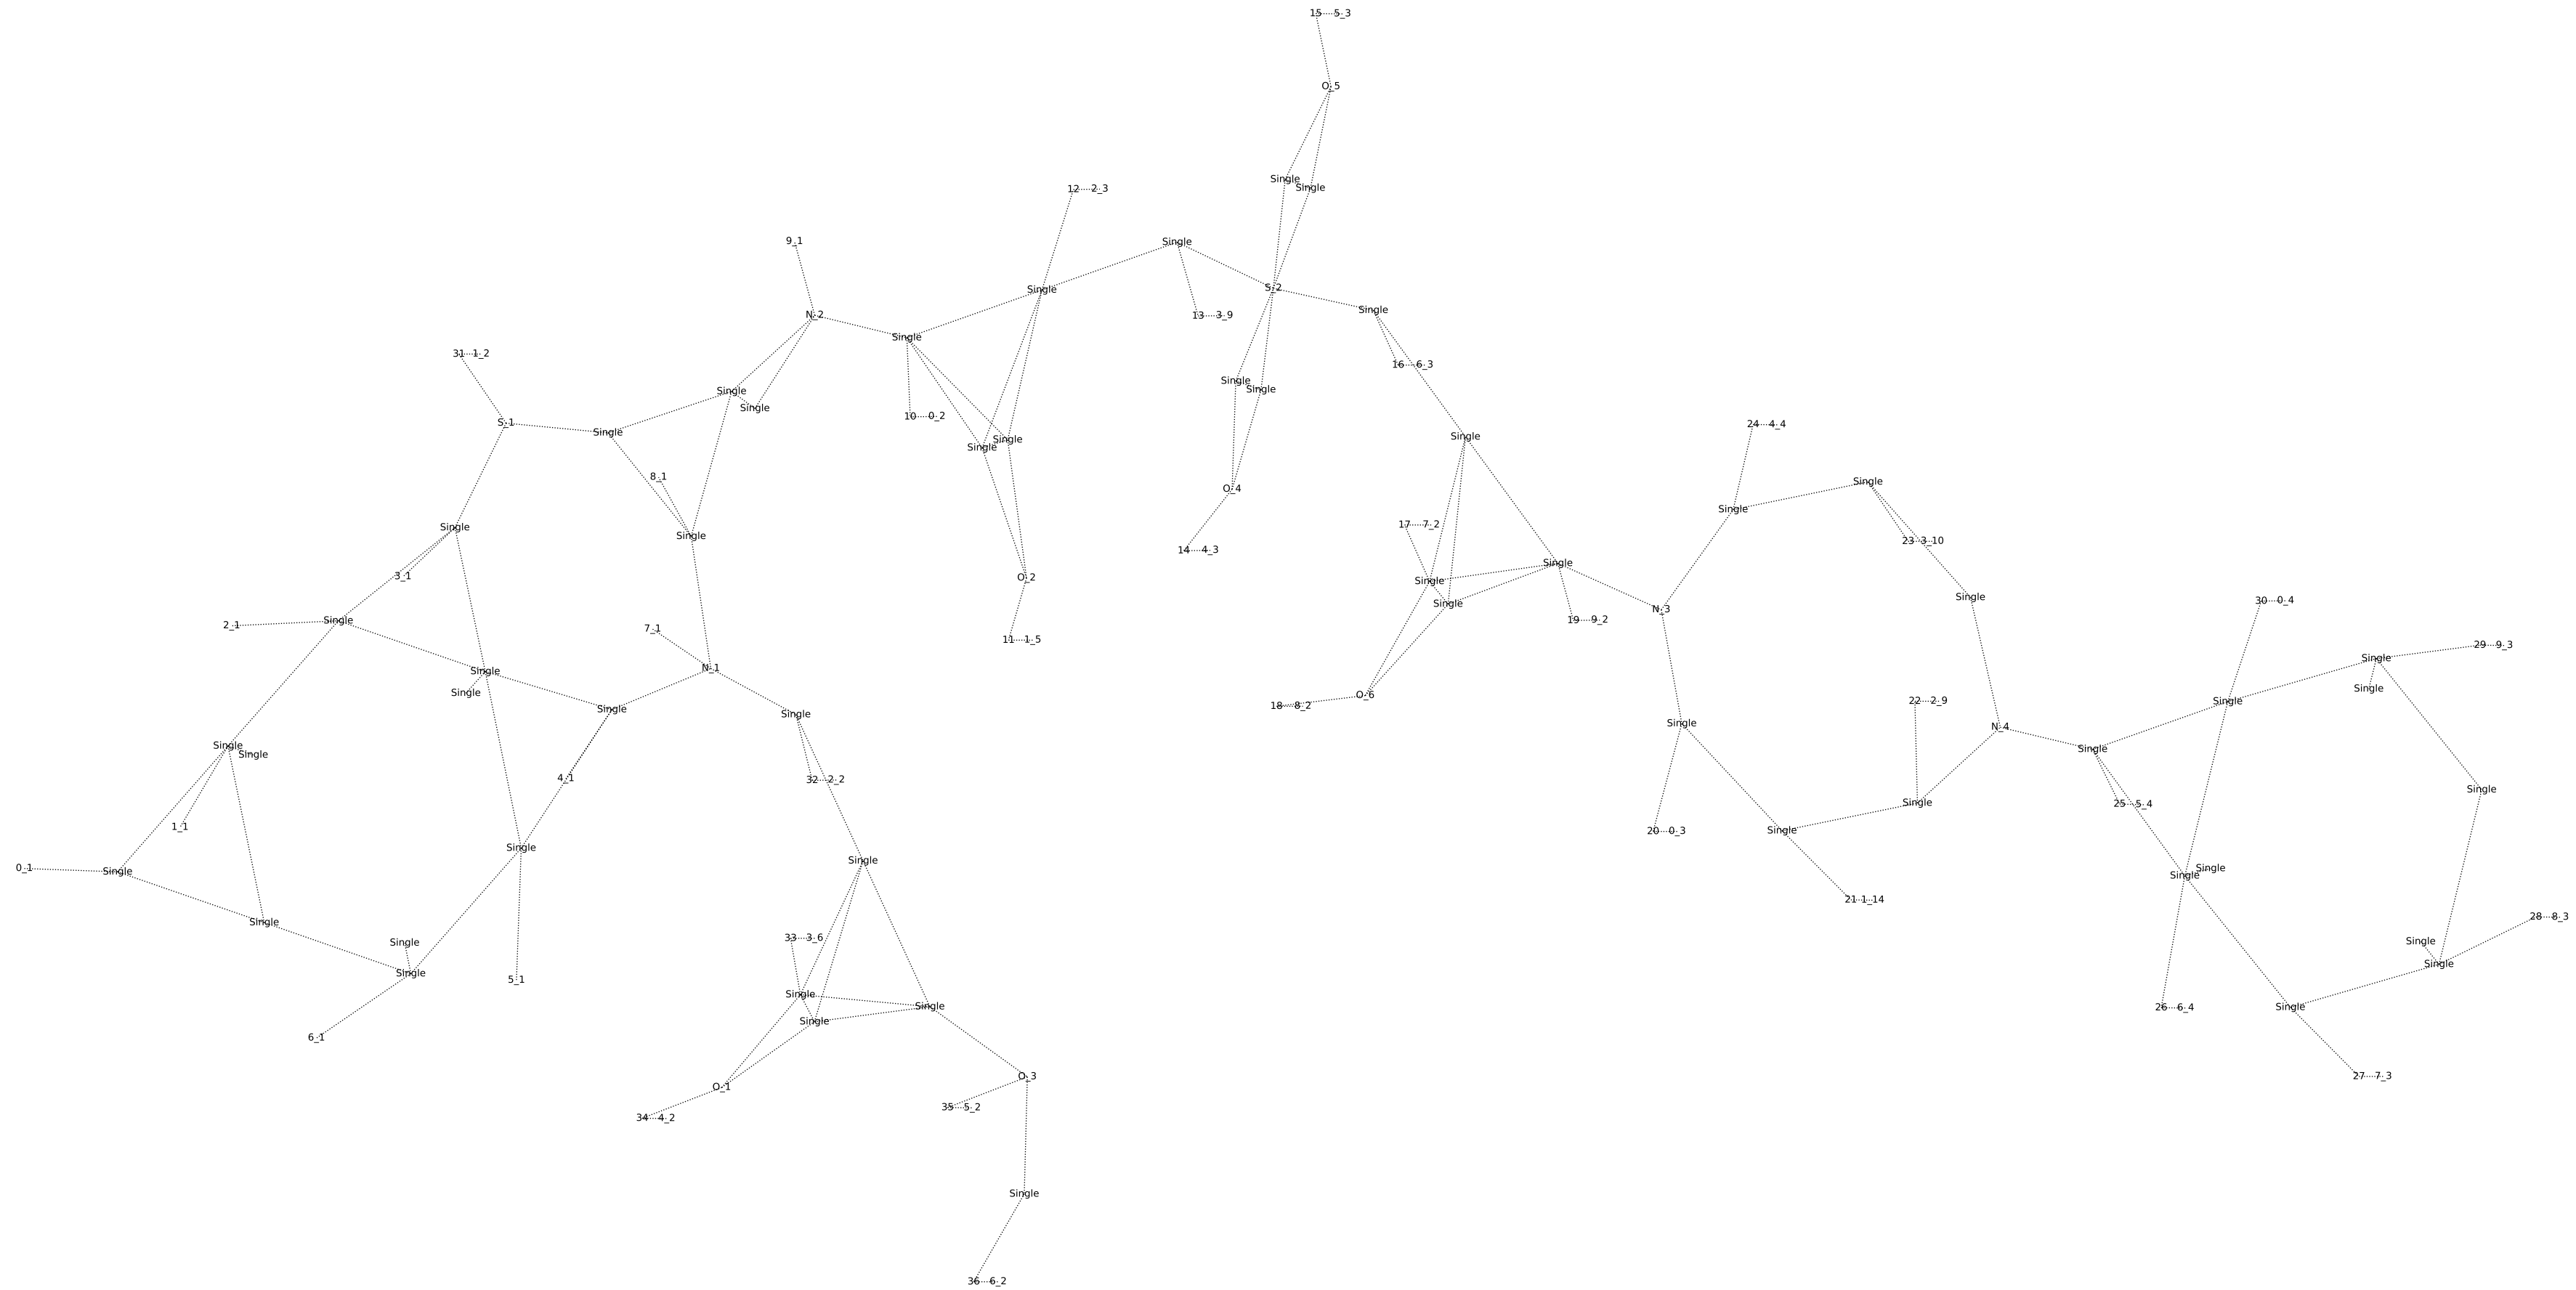 15 5_3
O_5
Single
Single
12 2_3
9_1
Single
S_2
Single
Single
13 3_9
N_2
Single
31 1_2
16 6_3
Single
Single
Single
Single
10 0_2
S_1
24 4_4
Single
Single
Single
Single
8_1
Single
O_4
Single
17 7_2
Single
Single
23 3_10
14 4_3
Single
3_1
O_2
Single
Single
Single
30 0_4
N_3
2_1
Single
19 9_2
7_1
11 1_5
29 9_3
Single
N_1
Single
Single
Single
O_6
22 2_9
Single
18 8_2
Single
Single
Single
N_4
Single
Single
Single
4_1
32 2_2
Single
25 5_4
Single
1_1
Single
20 0_3
Single
Single
0_1
Single
Single
Single
21 1_14
28 8_3
Single
33 3_6
Single
Single
Single
Single
5_1
Single
Single
Single
26 6_4
Single
6_1
O_3
27 7_3
O_1
35 5_2
34 4_2
Single
36 6_2